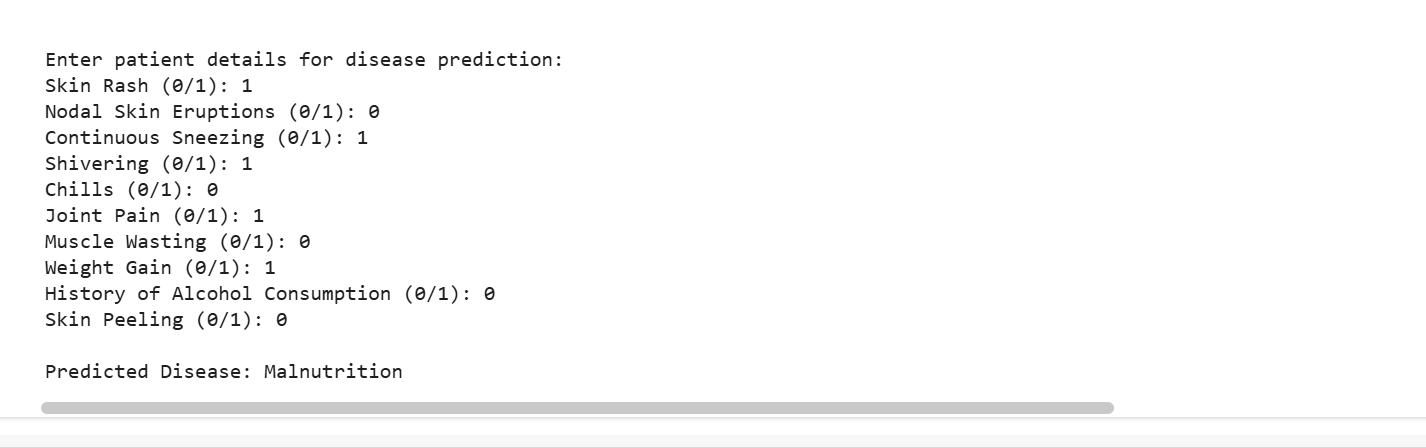 Enter patient details for disease prediction:
Skin Rash (0/1): 1
Nodal Skin Eruptions (0/1): 0
Continuous Sneezing (0/1): 1
Shivering (0/1): 1
Chills (0/1): 0
Joint Pain (0/1): 1
Muscle Wasting (0/1): 0
Weight Gain (0/1): 1
History of Alcohol Consumption (0/1): 0
Skin Peeling (0/1): 0
Predicted Disease: Malnutrition